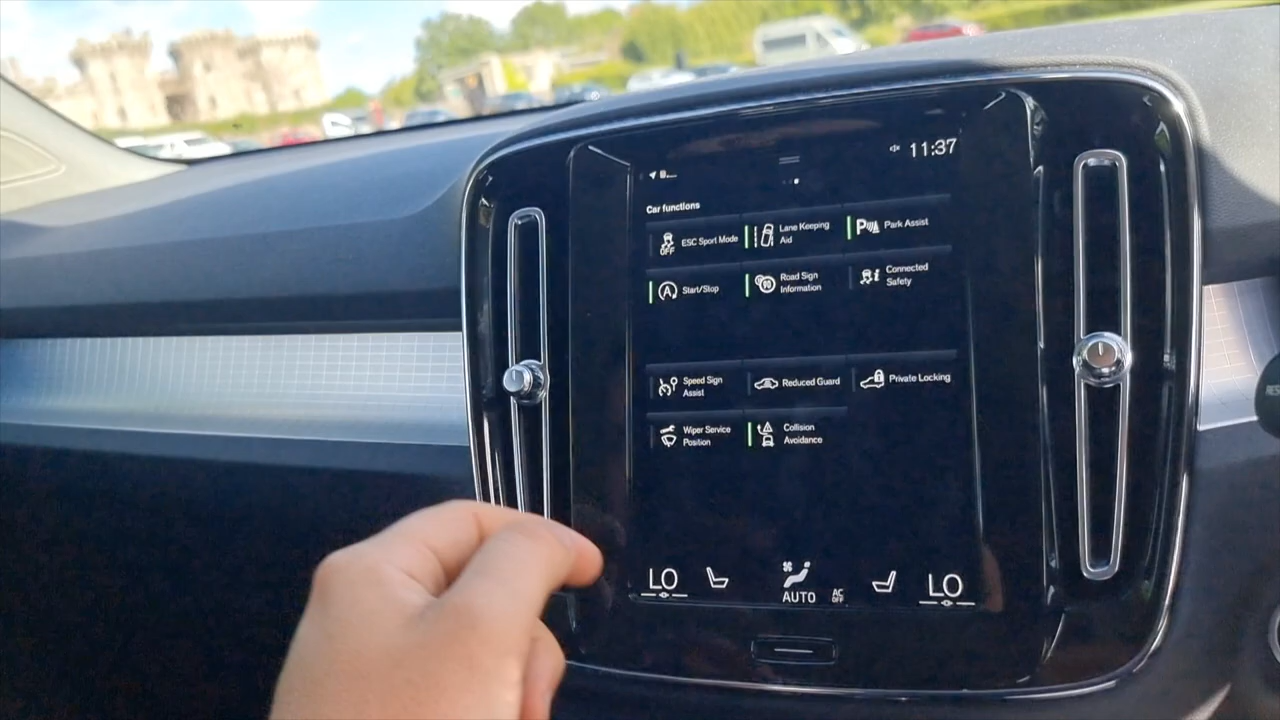 11:37
Car functions
OFF
ESC Sport Mode
Lane Keeping
Aid
P
Park Assist
A
Start/Stop
Road Sign
Information
Connected
Safety
Speed Sign
Assist
Reduced Guard
Private Locking
Wiper Service
Position
Collision
Avoidance
LO
AUTO
AC
OFF
LO